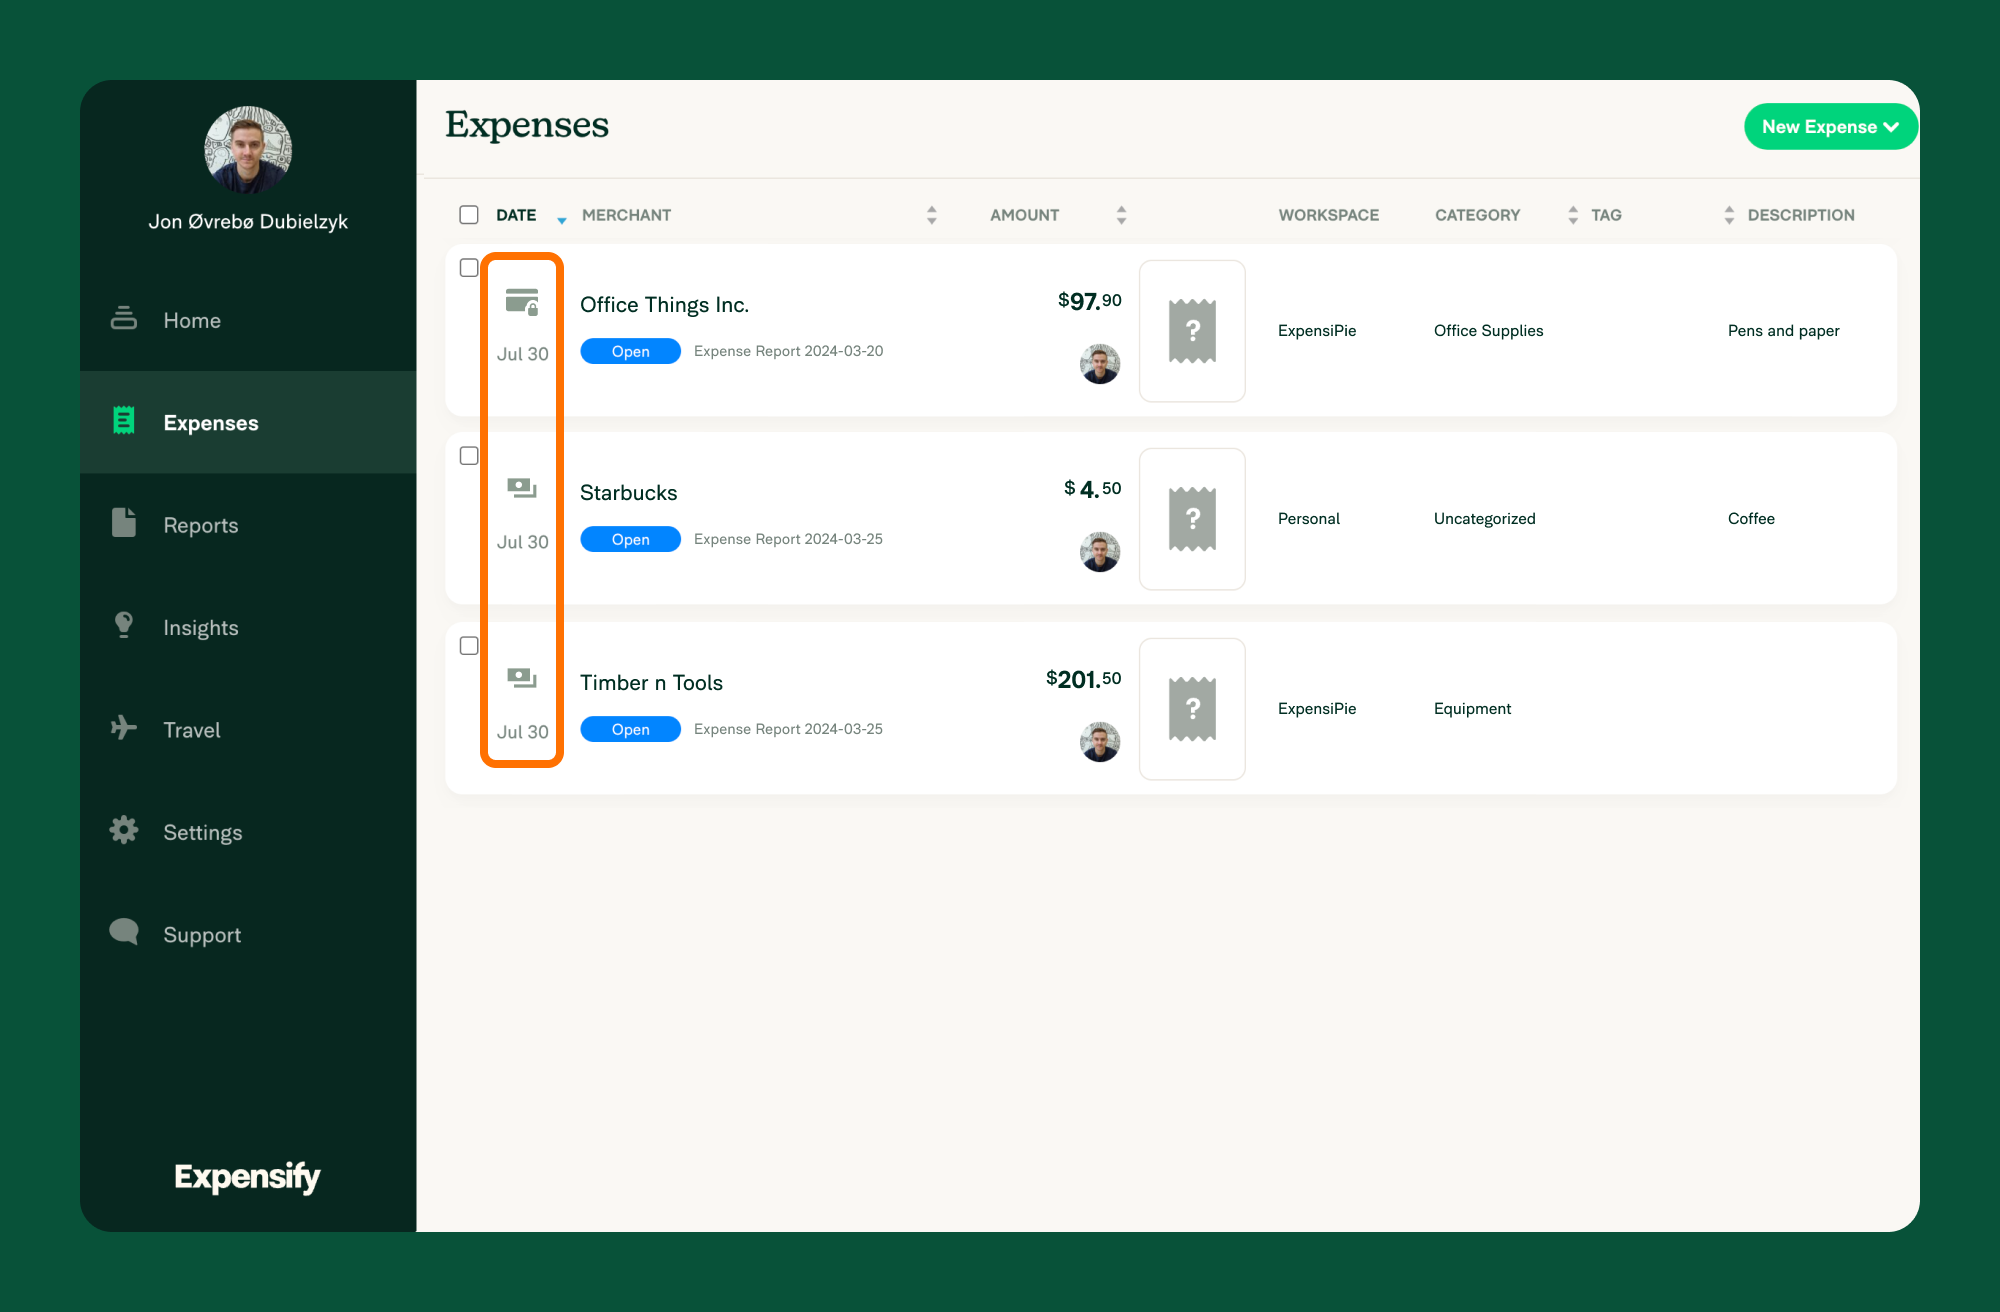 Jon Øvrebø Dubielzyk
Home
Expenses
Reports
Insights
Travel
Settings
Support
Expensify
Expenses
New Expense
DATE MERCHANT AMOUNT WORKSPACE CATEGORY TAG DESCRIPTION
Office Things Inc. $97.90
Jul 30 Open Expense Report 2024-03-20
? ExpensiPie Office Supplies Pens and paper
Starbucks $4.50
Jul 30 Open Expense Report 2024-03-25
? Personal Uncategorized Coffee
Timber n Tools $201.50
Jul 30 Open Expense Report 2024-03-25
? ExpensiPie Equipment